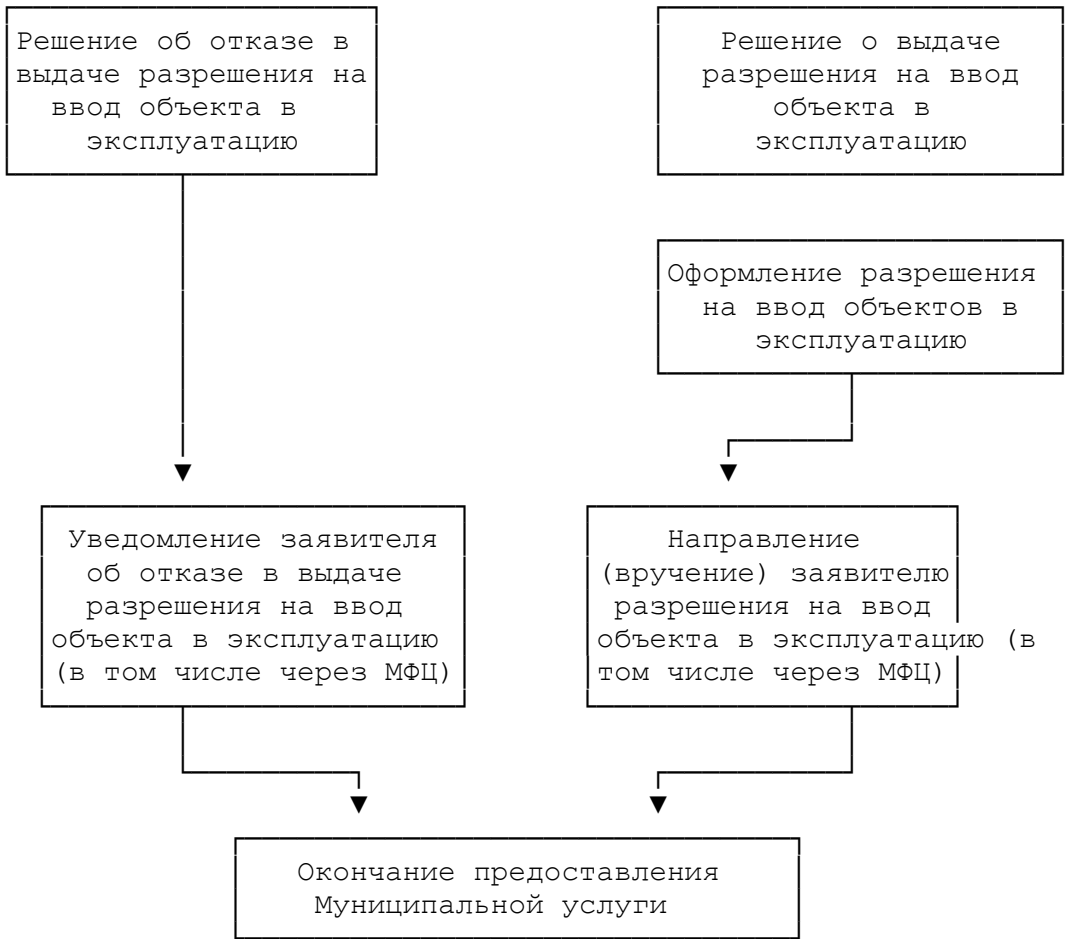 Решение об отказе в
выдаче разрешения на
ввод объекта в
эксплуатацию
Решение о выдаче
разрешения на ввод
объекта в
эксплуатацию
Оформление разрешения
на ввод объектов в
эксплуатацию
Уведомление заявителя
об отказе в выдаче
разрешения на ввод
объекта в эксплуатацию
(в том числе через МФЦ)
Направление
(вручение) заявителю
разрешения на ввод
объекта в эксплуатацию (в
том числе через МФЦ)
Окончание предоставления
Муниципальной услуги